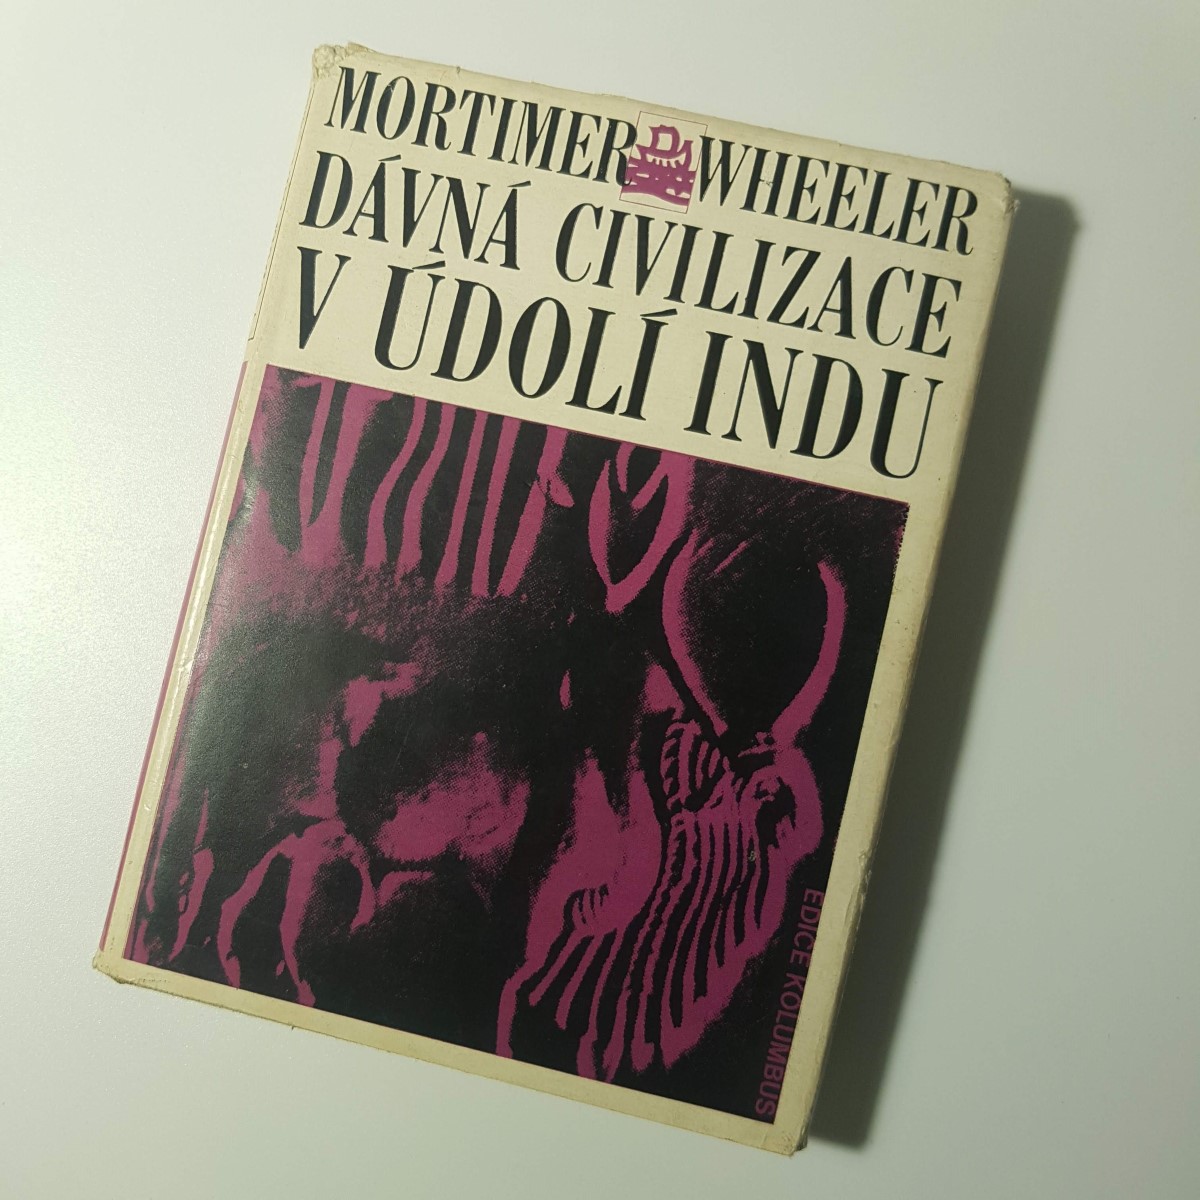 MORTIMER WHEELER
DÁVNÁ CIVILIZACE
V ÚDOLÍ INDU
EDICE KOLUMBUS